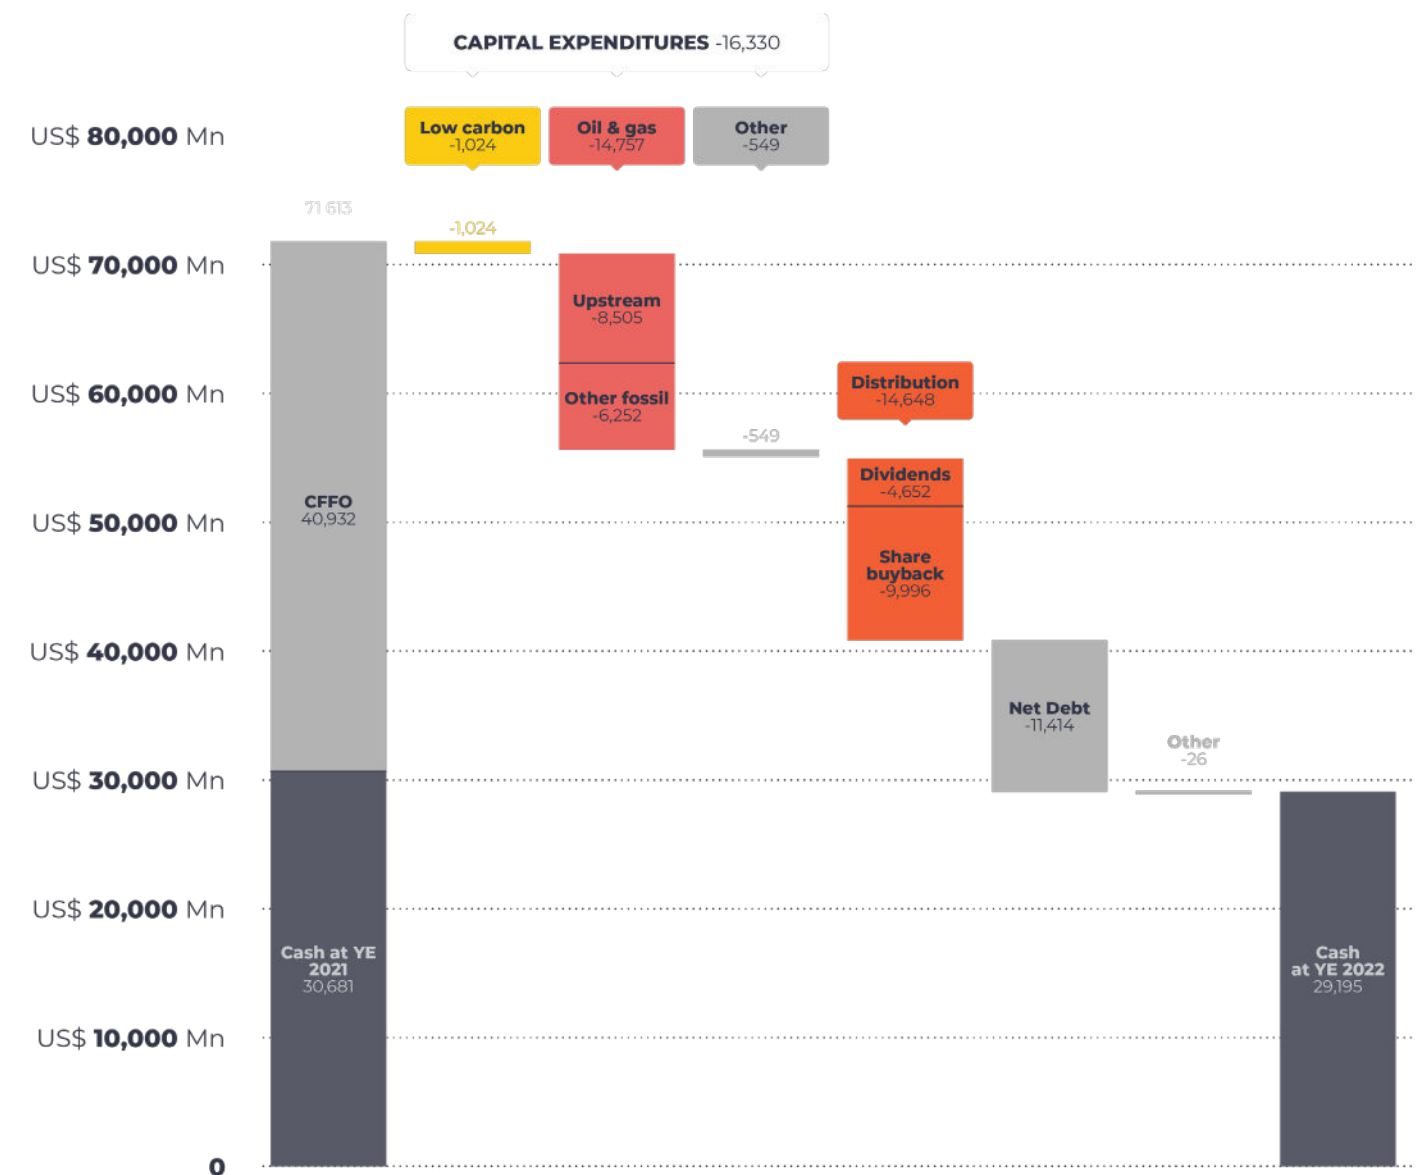 CAPITAL EXPENDITURES -16,330
US$ 80,000 Mn
Low carbon
-1,024
Oil & gas
-14,757
Other
-549
71 613
-1,024
US$ 70,000 Mn
Upstream
-8,505
US$ 60,000 Mn
Other fossil
-6,252
Distribution
-14,648
-549
CFFO
40,932
Dividends
-4,652
US$ 50,000 Mn
Share
buyback
-9,996
US$ 40,000 Mn
Net Debt
-11,414
Other
-26
US$ 30,000 Mn
US$ 20,000 Mn
Cash at YE
2021
30,681
Cash
at YE 2022
29,195
US$ 10,000 Mn
0